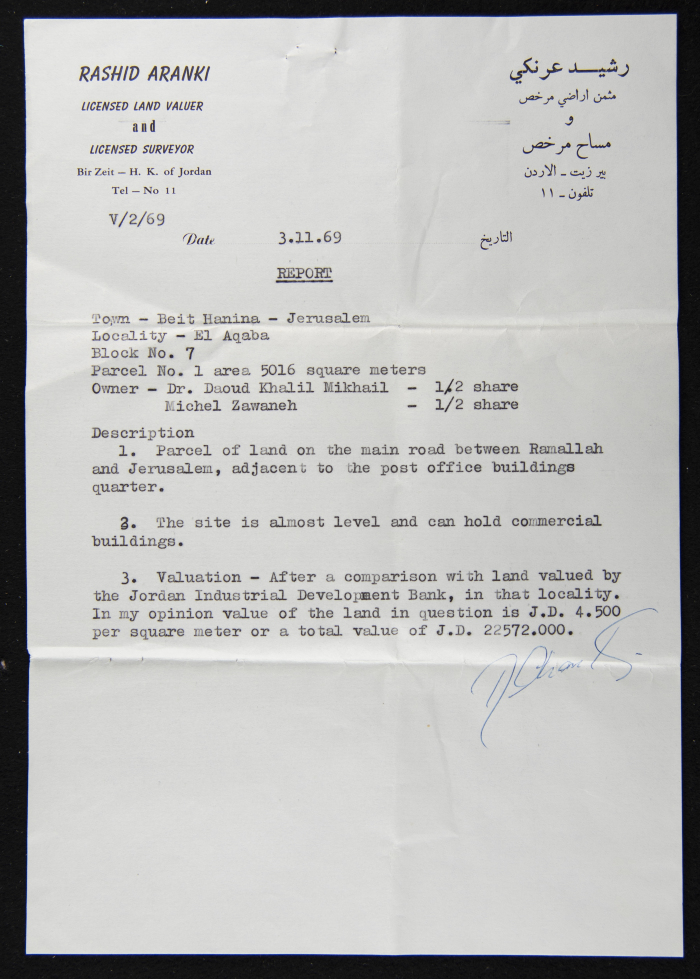 RASHID ARANKI
LICENSED LAND VALUER
and
LICENSED SURVEYOR
Bir Zeit – H. K. of Jordan
Tel – No 11
رشيــد عرنكي
مثمن اراضي مرخص
و
مساح مرخص
بير زيت ـ الاردن
تلفون ـ ١١
V/2/69
Date 3.11.69 التاريخ
REPORT
Town - Beit Hanina - Jerusalem
Locality - El Aqaba
Block No. 7
Parcel No. 1 area 5016 square meters
Owner - Dr. Daoud Khalil Mikhail - 1/2 share
Michel Zawaneh - 1/2 share
Description
1. Parcel of land on the main road between Ramallah
and Jerusalem, adjacent to the post office buildings
quarter.
2. The site is almost level and can hold commercial
buildings.
3. Valuation - After a comparison with land valued by
the Jordan Industrial Development Bank, in that locality.
In my opinion value of the land in question is J.D. 4.500
per square meter or a total value of J.D. 22572.000.